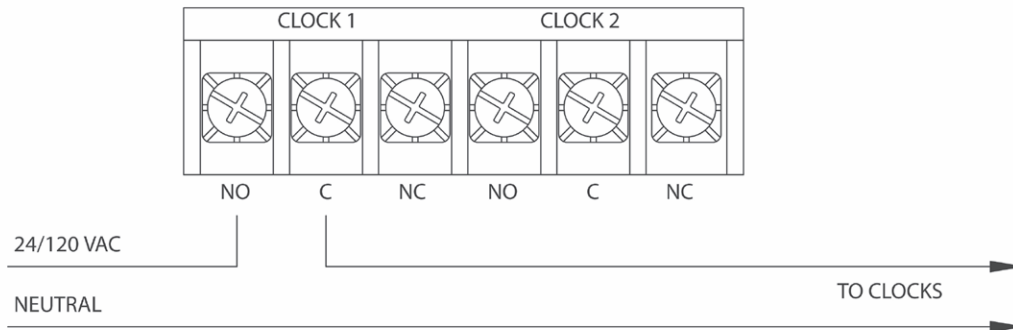 CLOCK 1 CLOCK 2
NO C NC NO C NC
24/120 VAC
TO CLOCKS
NEUTRAL